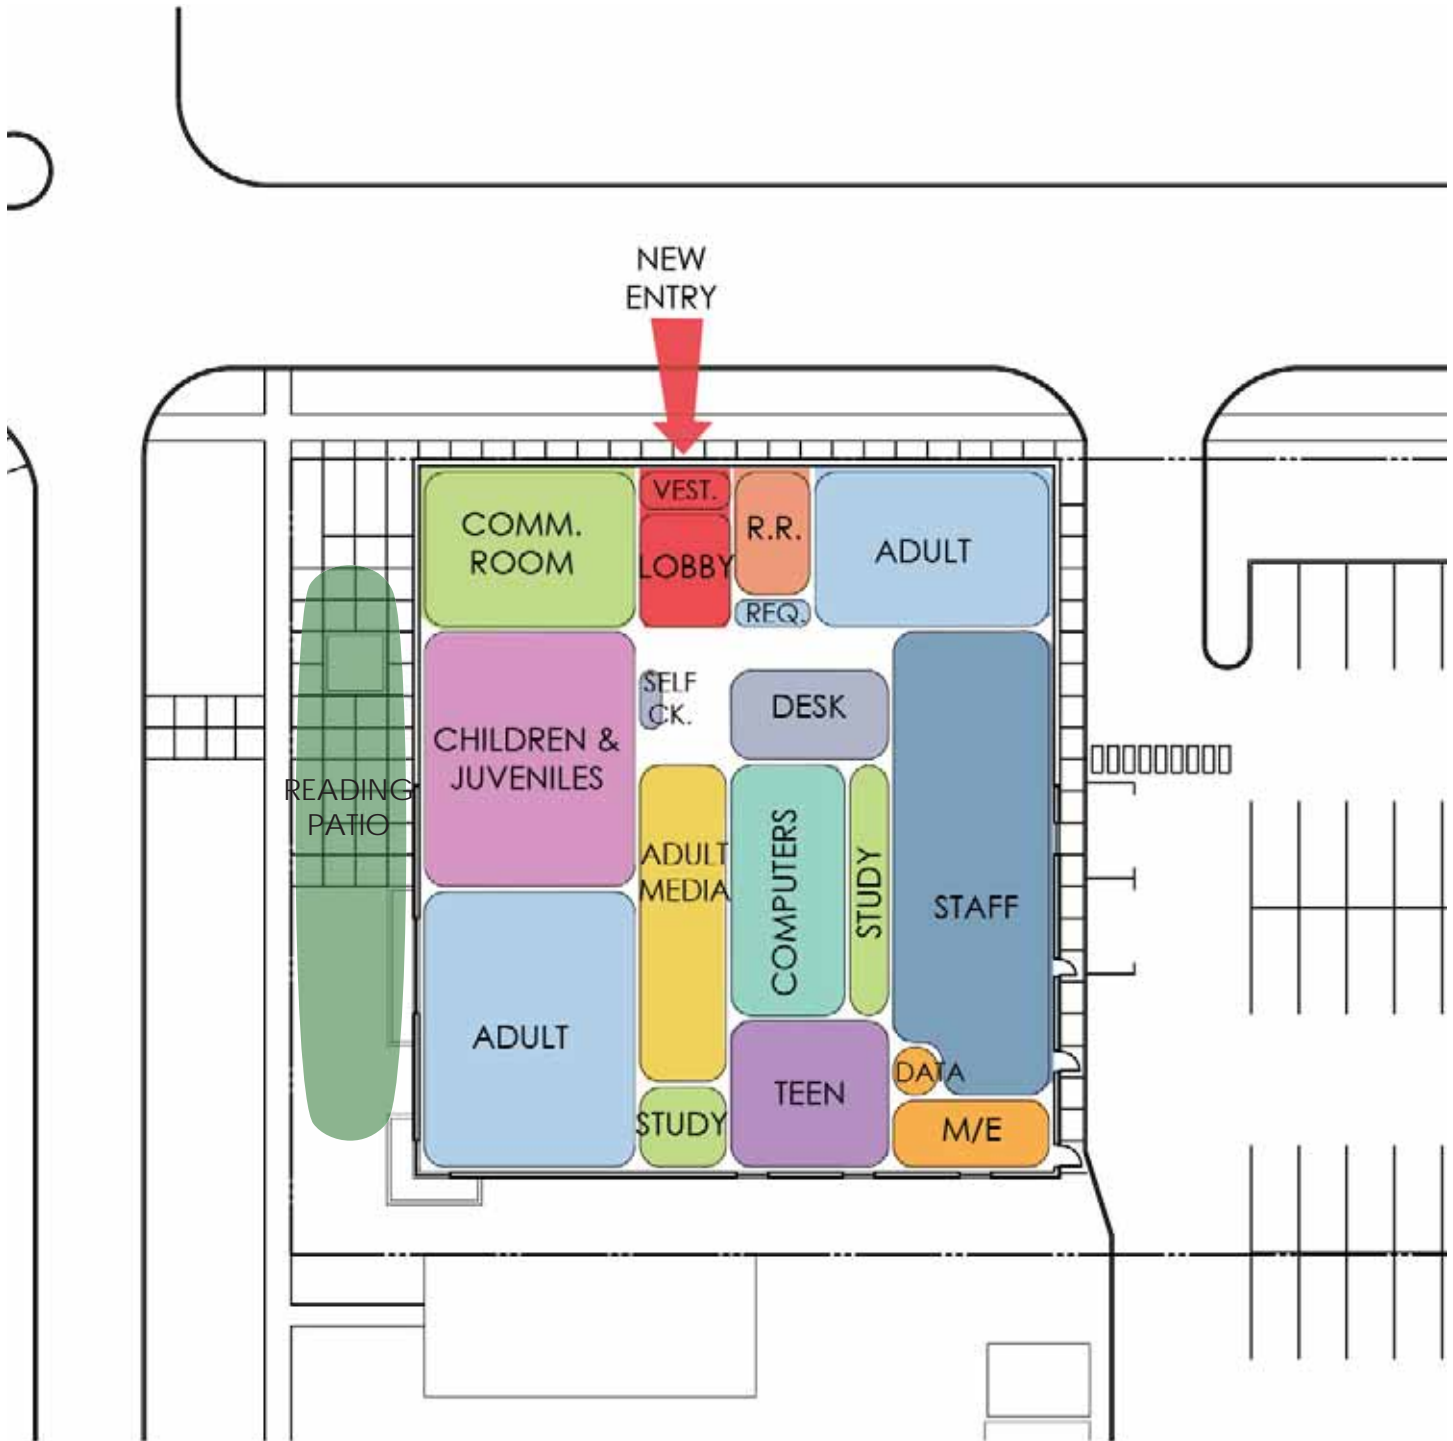 NEW
ENTRY
VEST.
COMM.
ROOM
LOBBY
R.R.
ADULT
REQ.
SELF
CK.
DESK
CHILDREN &
JUVENILES
READING
PATIO
ADULT
MEDIA
COMPUTERS
STUDY
STAFF
ADULT
STUDY
TEEN
DATA
M/E